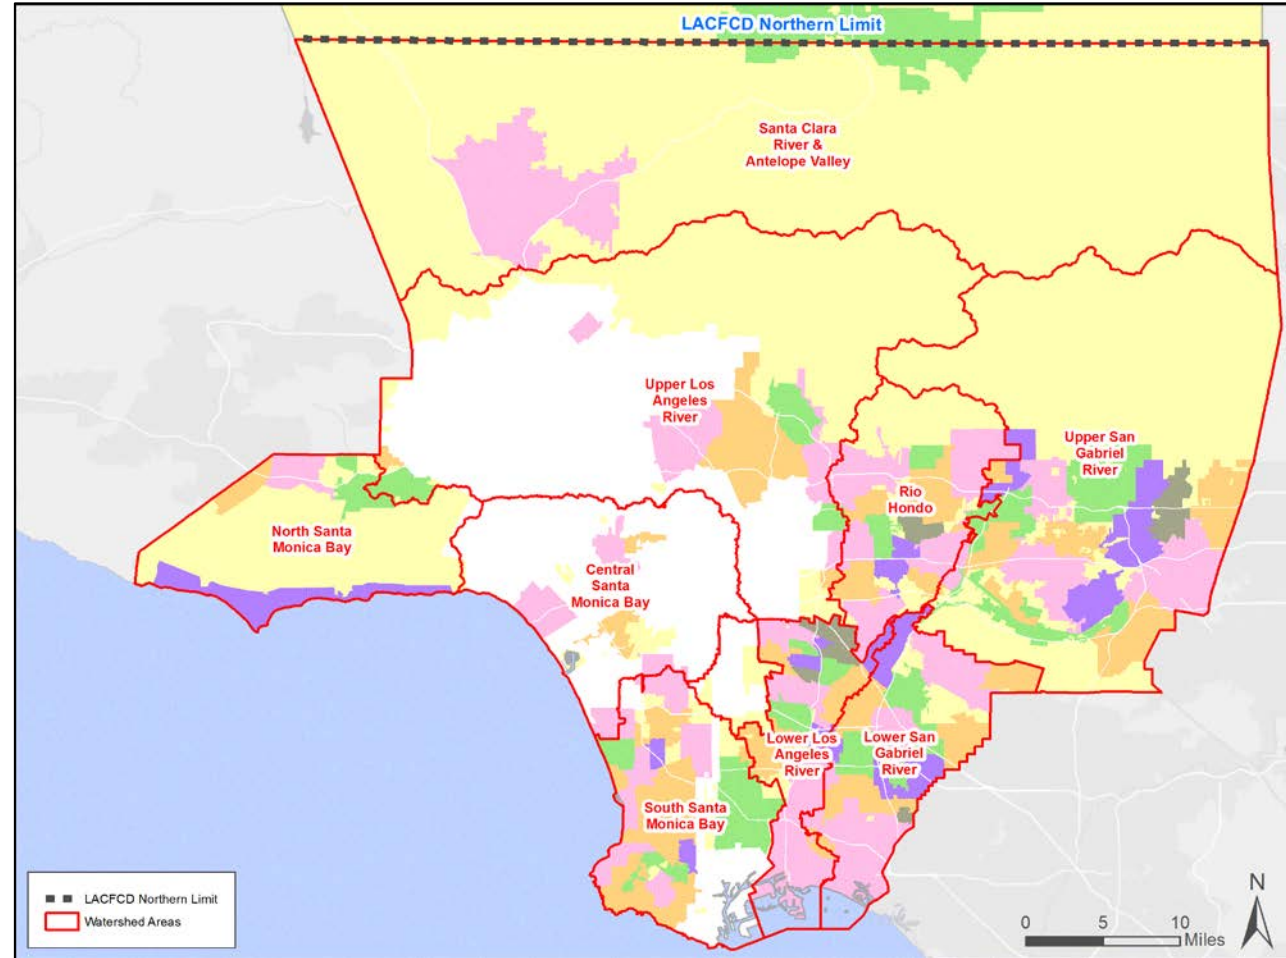 LACFCD Northern Limit
Santa Clara
River &
Antelope Valley
Upper Los
Angeles
River
Upper San
Gabriel
River
Rio
Hondo
North Santa
Monica Bay
Central
Santa
Monica Bay
Lower Los
Angeles
River
Lower San
Gabriel
River
South Santa
Monica Bay
LACFCD Northern Limit
Watershed Areas
N
0 5 10
Miles